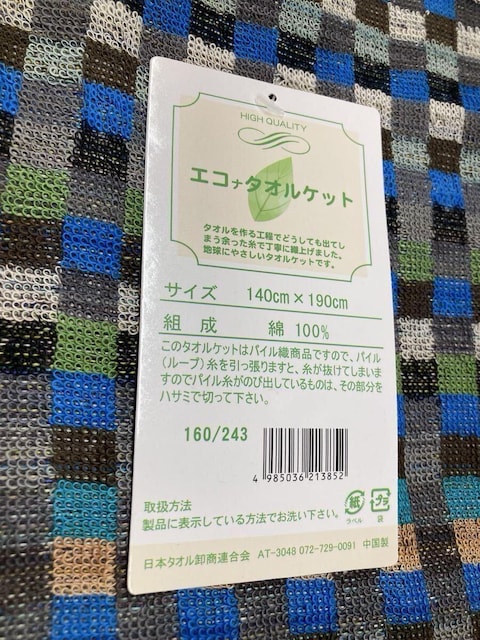 HIGH QUALITY
エコナタオルケット
タオルを作る工程でどうしても出てし
まう余った糸で丁寧に織上げました。
地球にやさしいタオルケットです。
サイズ 140cm×190cm
組成 綿 100%
このタオルケットはパイル織商品ですので、パイル
(ループ)糸を引っ張りますと、糸が抜けてしまいま
すのでパイル糸がのび出しているものは、その部分を
ハサミで切って下さい。
160/243
4 985036 213852
取扱方法
製品に表示している方法でお洗い下さい。
紙 プラ
ラベル 袋
日本タオル卸商連合会 AT-3048 072-729-0091 中国製